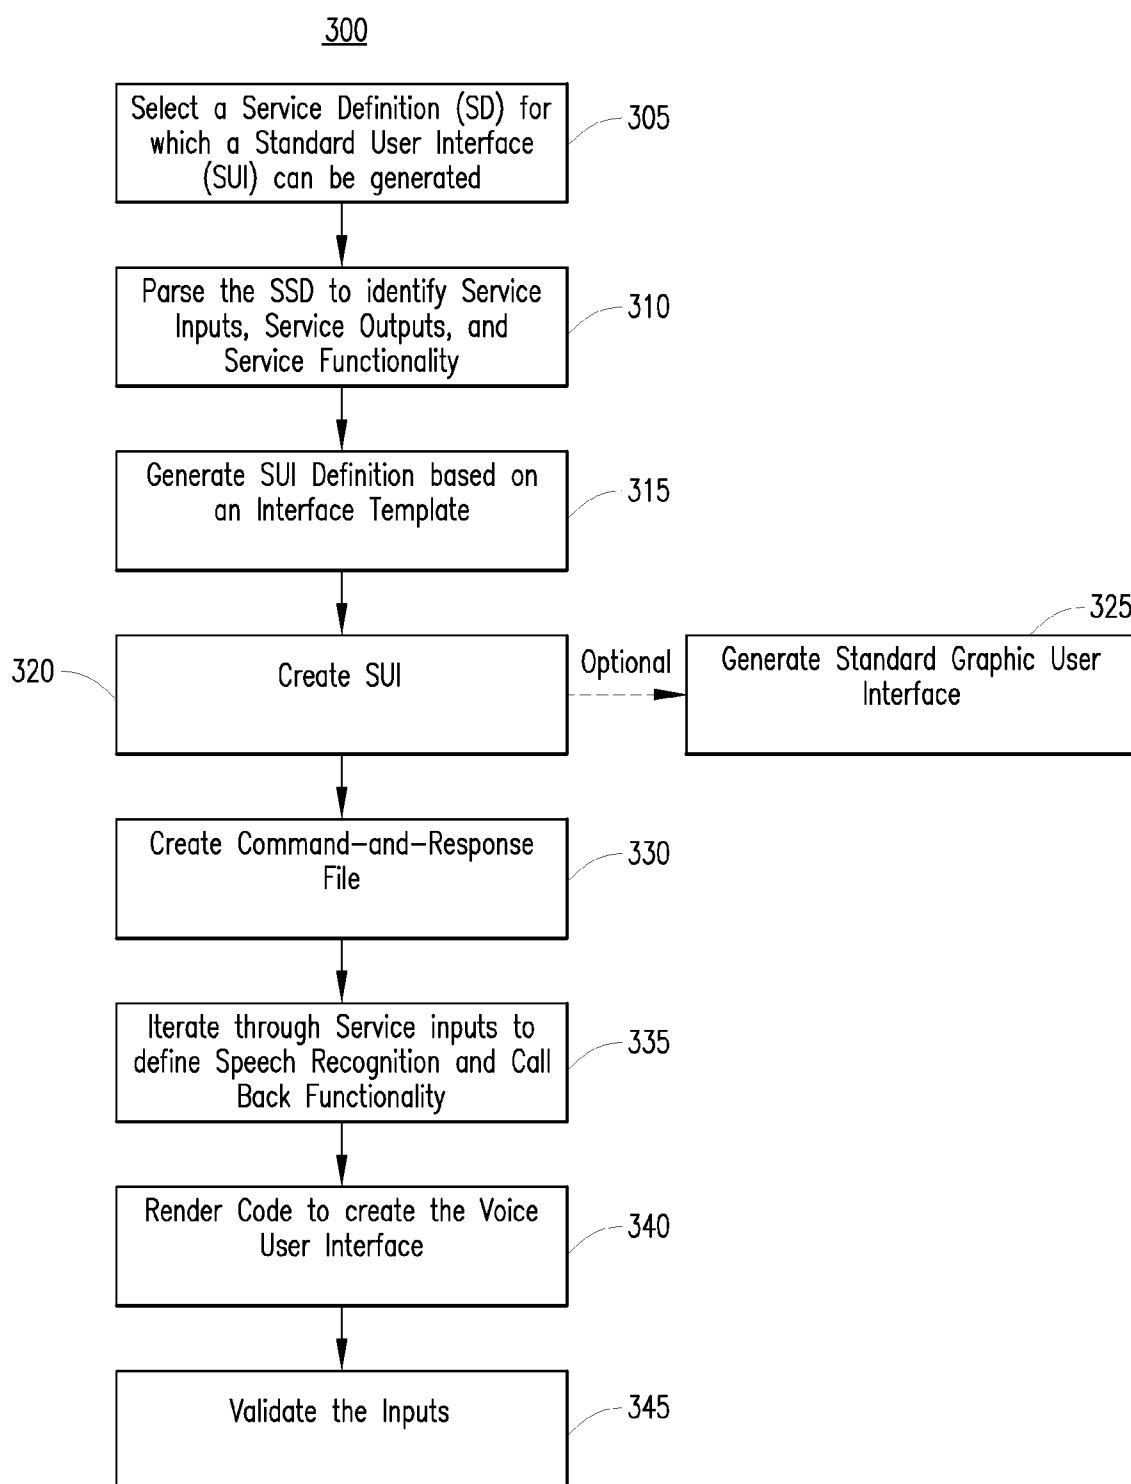 300
Select a Service Definition (SD) for
which a Standard User Interface
(SUI) can be generated
305
Parse the SSD to identify Service
Inputs, Service Outputs, and
Service Functionality
310
Generate SUI Definition based on
an Interface Template
315
320
Create SUI
Optional
325
Generate Standard Graphic User
Interface
Create Command-and-Response
File
330
Iterate through Service inputs to
define Speech Recognition and Call
Back Functionality
335
Render Code to create the Voice
User Interface
340
Validate the Inputs
345